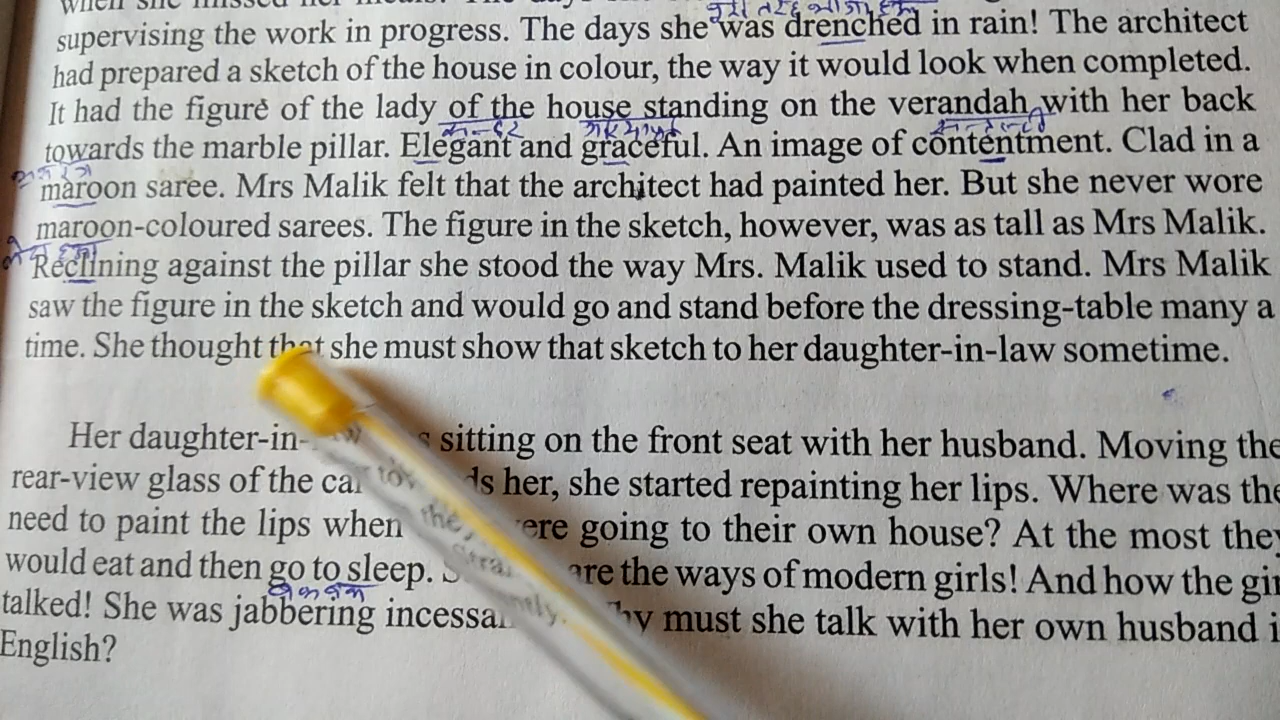 when she missed her meals! The days
पूरी तरह भीगा हुआ
supervising the work in progress. The days she was drenched in rain! The architect
had prepared a sketch of the house in colour, the way it would look when completed.
It had the figure of the lady of the house standing on the verandah with her back
towards the marble pillar. Elegant and graceful. An image of contentment. Clad in a
maroon saree. Mrs Malik felt that the architect had painted her. But she never wore
maroon-coloured sarees. The figure in the sketch, however, was as tall as Mrs Malik.
Reclining against the pillar she stood the way Mrs. Malik used to stand. Mrs Malik
saw the figure in the sketch and would go and stand before the dressing-table many a
time. She thought that she must show that sketch to her daughter-in-law sometime.
Her daughter-in- sitting on the front seat with her husband. Moving the
rear-view glass of the car her, she started repainting her lips. Where was the
need to paint the lips when going to their own house? At the most they
would eat and then go to sleep. are the ways of modern girls! And how the
बकबक
talked! She was jabbering must she talk with her own husband
English?